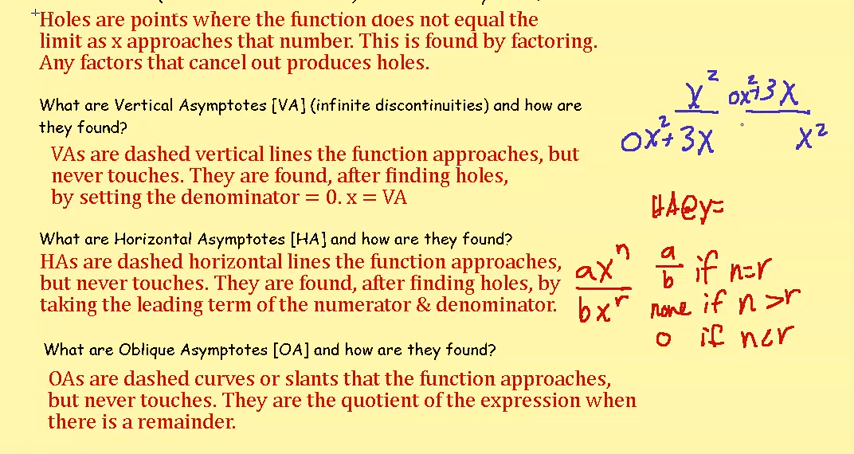 Holes are points where the function does not equal the
limit as x approaches that number. This is found by factoring.
Any factors that cancel out produces holes.
What are Vertical Asymptotes [VA] (infinite discontinuities) and how are
they found?
VAs are dashed vertical lines the function approaches, but
never touches. They are found, after finding holes,
by setting the denominator = 0. x = VA
What are Horizontal Asymptotes [HA] and how are they found?
HAs are dashed horizontal lines the function approaches,
but never touches. They are found, after finding holes, by
taking the leading term of the numerator & denominator.
What are Oblique Asymptotes [OA] and how are they found?
OAs are dashed curves or slants that the function approaches,
but never touches. They are the quotient of the expression when
there is a remainder.
x² 0x²+3x
0x²+3x x²
HA@y=
axⁿ a
bxʳ b if n=r
none if n>r
0 if n<r